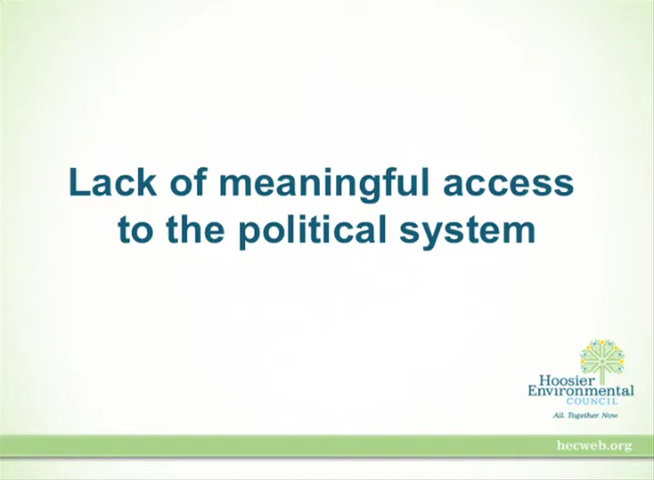 Lack of meaningful access
to the political system
Hoosier
Environmental
COUNCIL
All. Together. Now.
hecweb.org